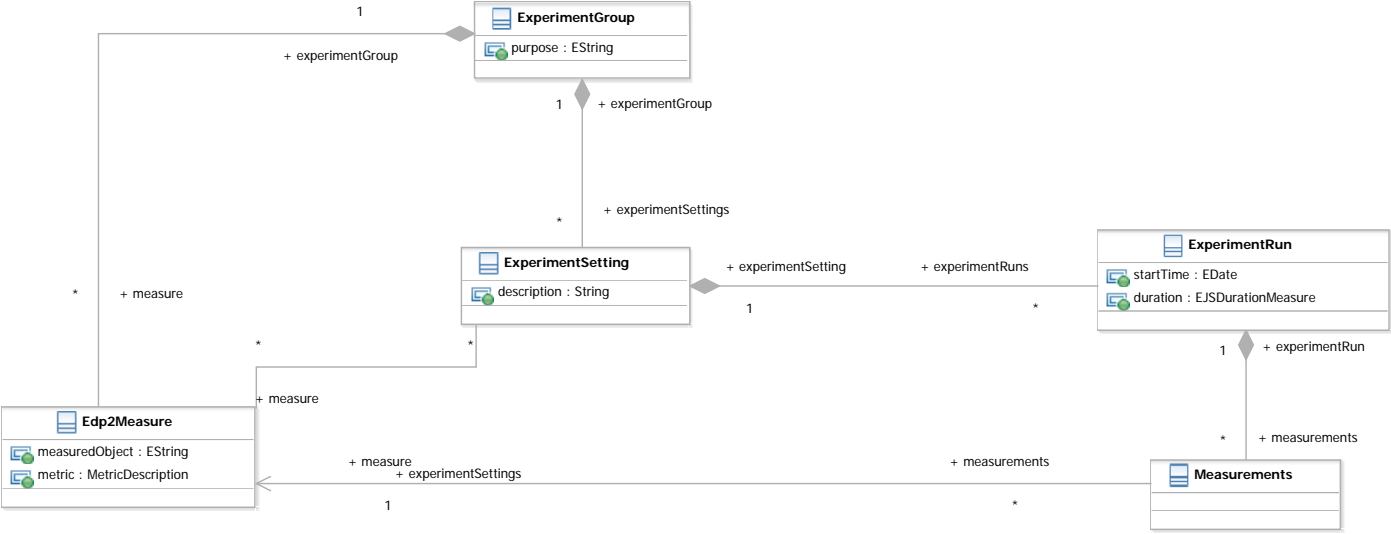 1
ExperimentGroup
purpose : EString
+ experimentGroup
1
+ experimentGroup
*
+ experimentSettings
ExperimentSetting
description : String
+ experimentSetting
+ experimentRuns
1
*
ExperimentRun
startTime : EDate
duration : EJSDurationMeasure
*
+ measure
*
*
1
+ experimentRun
+ measure
Edp2Measure
measuredObject : EString
metric : MetricDescription
*
+ measurements
+ measure
+ experimentSettings
+ measurements
1
*
Measurements